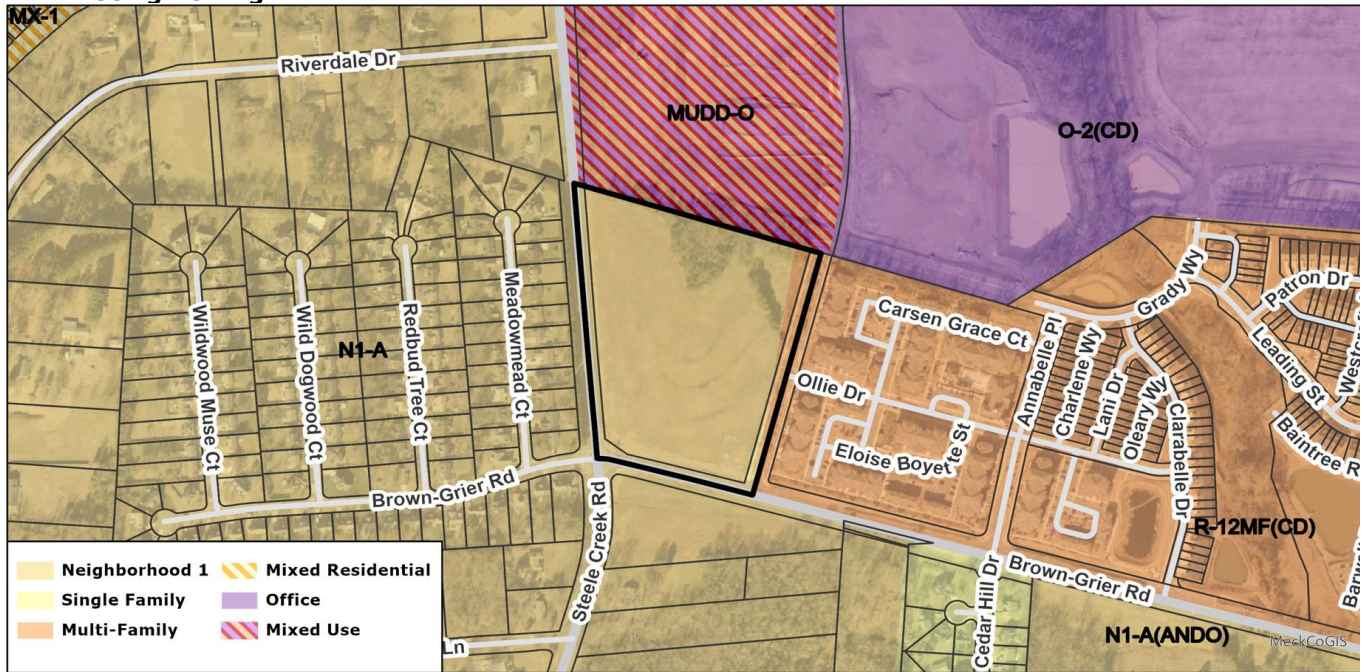 MX-1
Riverdale Dr
MUDD-O
O-2(CD)
Grady Wy
Patron Dr
Leading St
Carsen Grace Ct
Annabelle Pl
Charlene Wy
Lani Dr
Oleary Wy
Clarabelle Dr
Ollie Dr
Eloise Boyette St
Baintree R
N1-A
Wildwood Muse Ct
Wild Dogwood Ct
Redbud Tree Ct
Meadowmead Ct
Brown-Grier Rd
Steele Creek Rd
R-12MF(CD)
Cedar Hill Dr
Brown-Grier Rd
N1-A(ANDO)
Ln
Neighborhood 1
Mixed Residential
Single Family
Office
Multi-Family
Mixed Use
MeckCoGIS